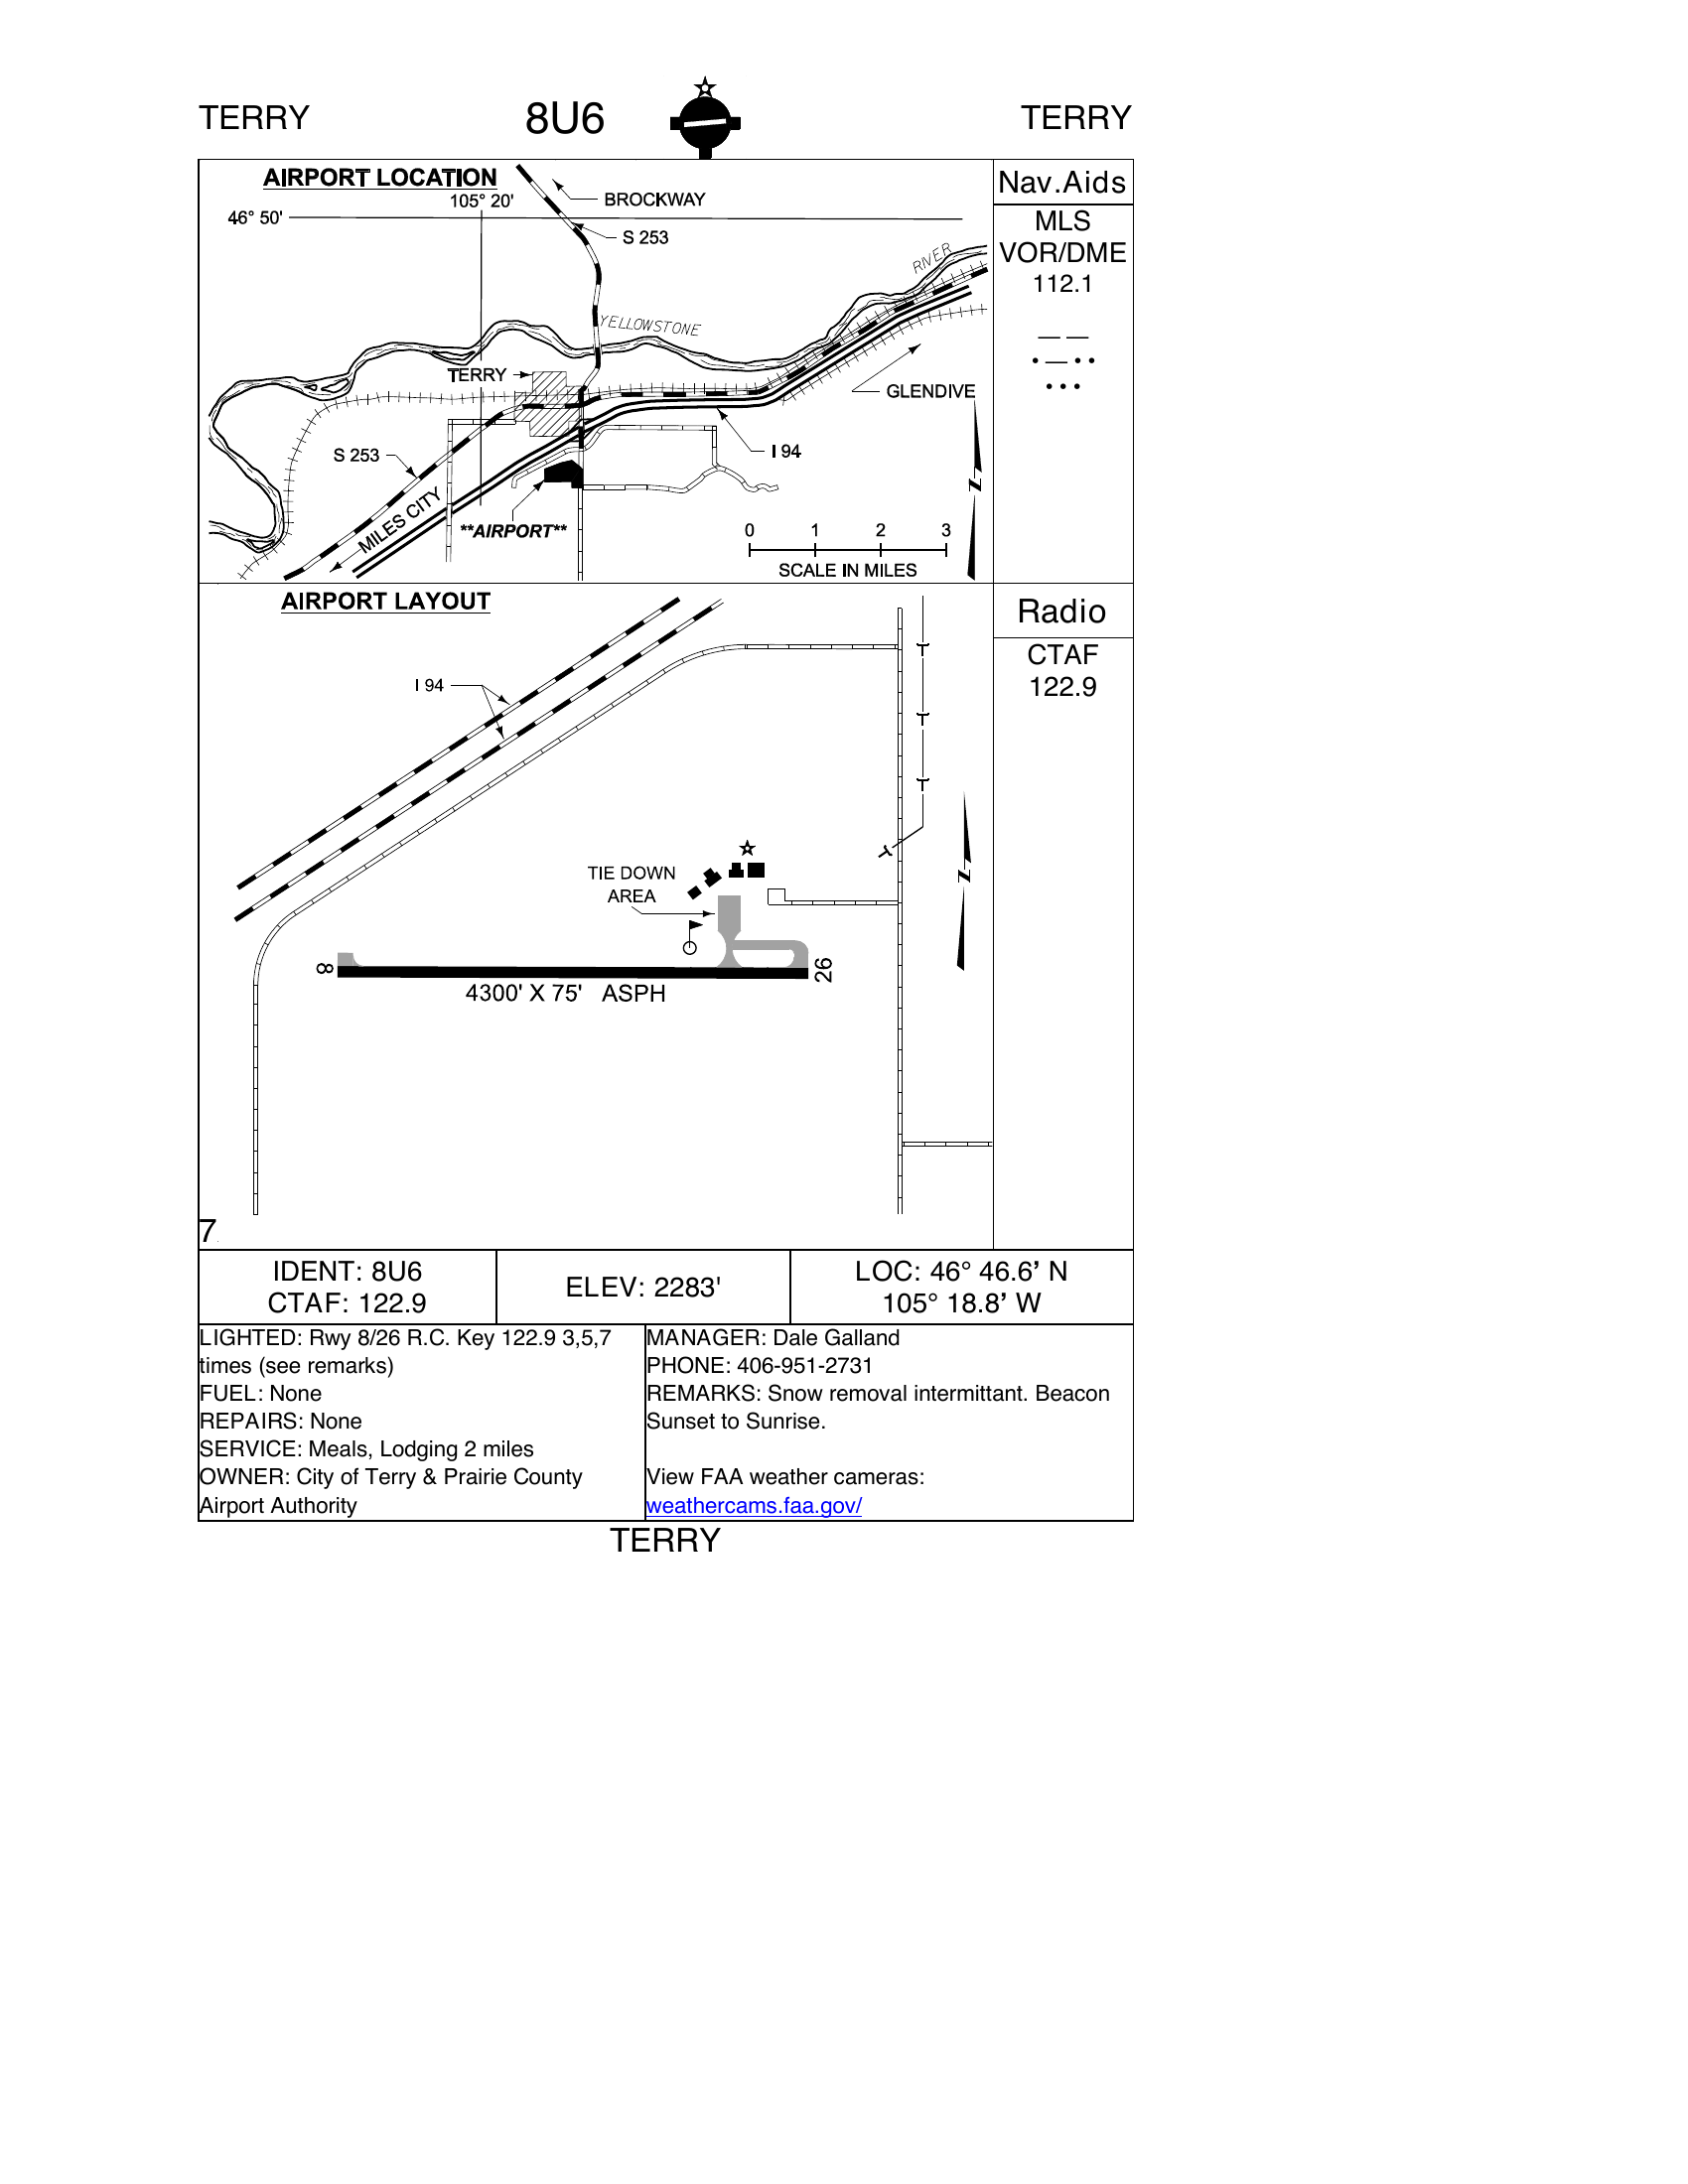 TERRY 8U6 TERRY
AIRPORT LOCATION
105° 20'
46° 50'
BROCKWAY
S 253
RIVER
YELLOWSTONE
TERRY
GLENDIVE
S 253
I 94
MILES CITY
**AIRPORT**
N
0 1 2 3
SCALE IN MILES
Nav.Aids
MLS
VOR/DME
112.1
— —
• — • •
• • •
AIRPORT LAYOUT
I 94
TIE DOWN
AREA
N
8
26
4300' X 75' ASPH
7
Radio
CTAF
122.9
IDENT: 8U6
CTAF: 122.9
ELEV: 2283'
LOC: 46° 46.6’ N
105° 18.8’ W
LIGHTED: Rwy 8/26 R.C. Key 122.9 3,5,7
times (see remarks)
FUEL: None
REPAIRS: None
SERVICE: Meals, Lodging 2 miles
OWNER: City of Terry & Prairie County
Airport Authority
MANAGER: Dale Galland
PHONE: 406-951-2731
REMARKS: Snow removal intermittant. Beacon
Sunset to Sunrise.
View FAA weather cameras:
weathercams.faa.gov/
TERRY